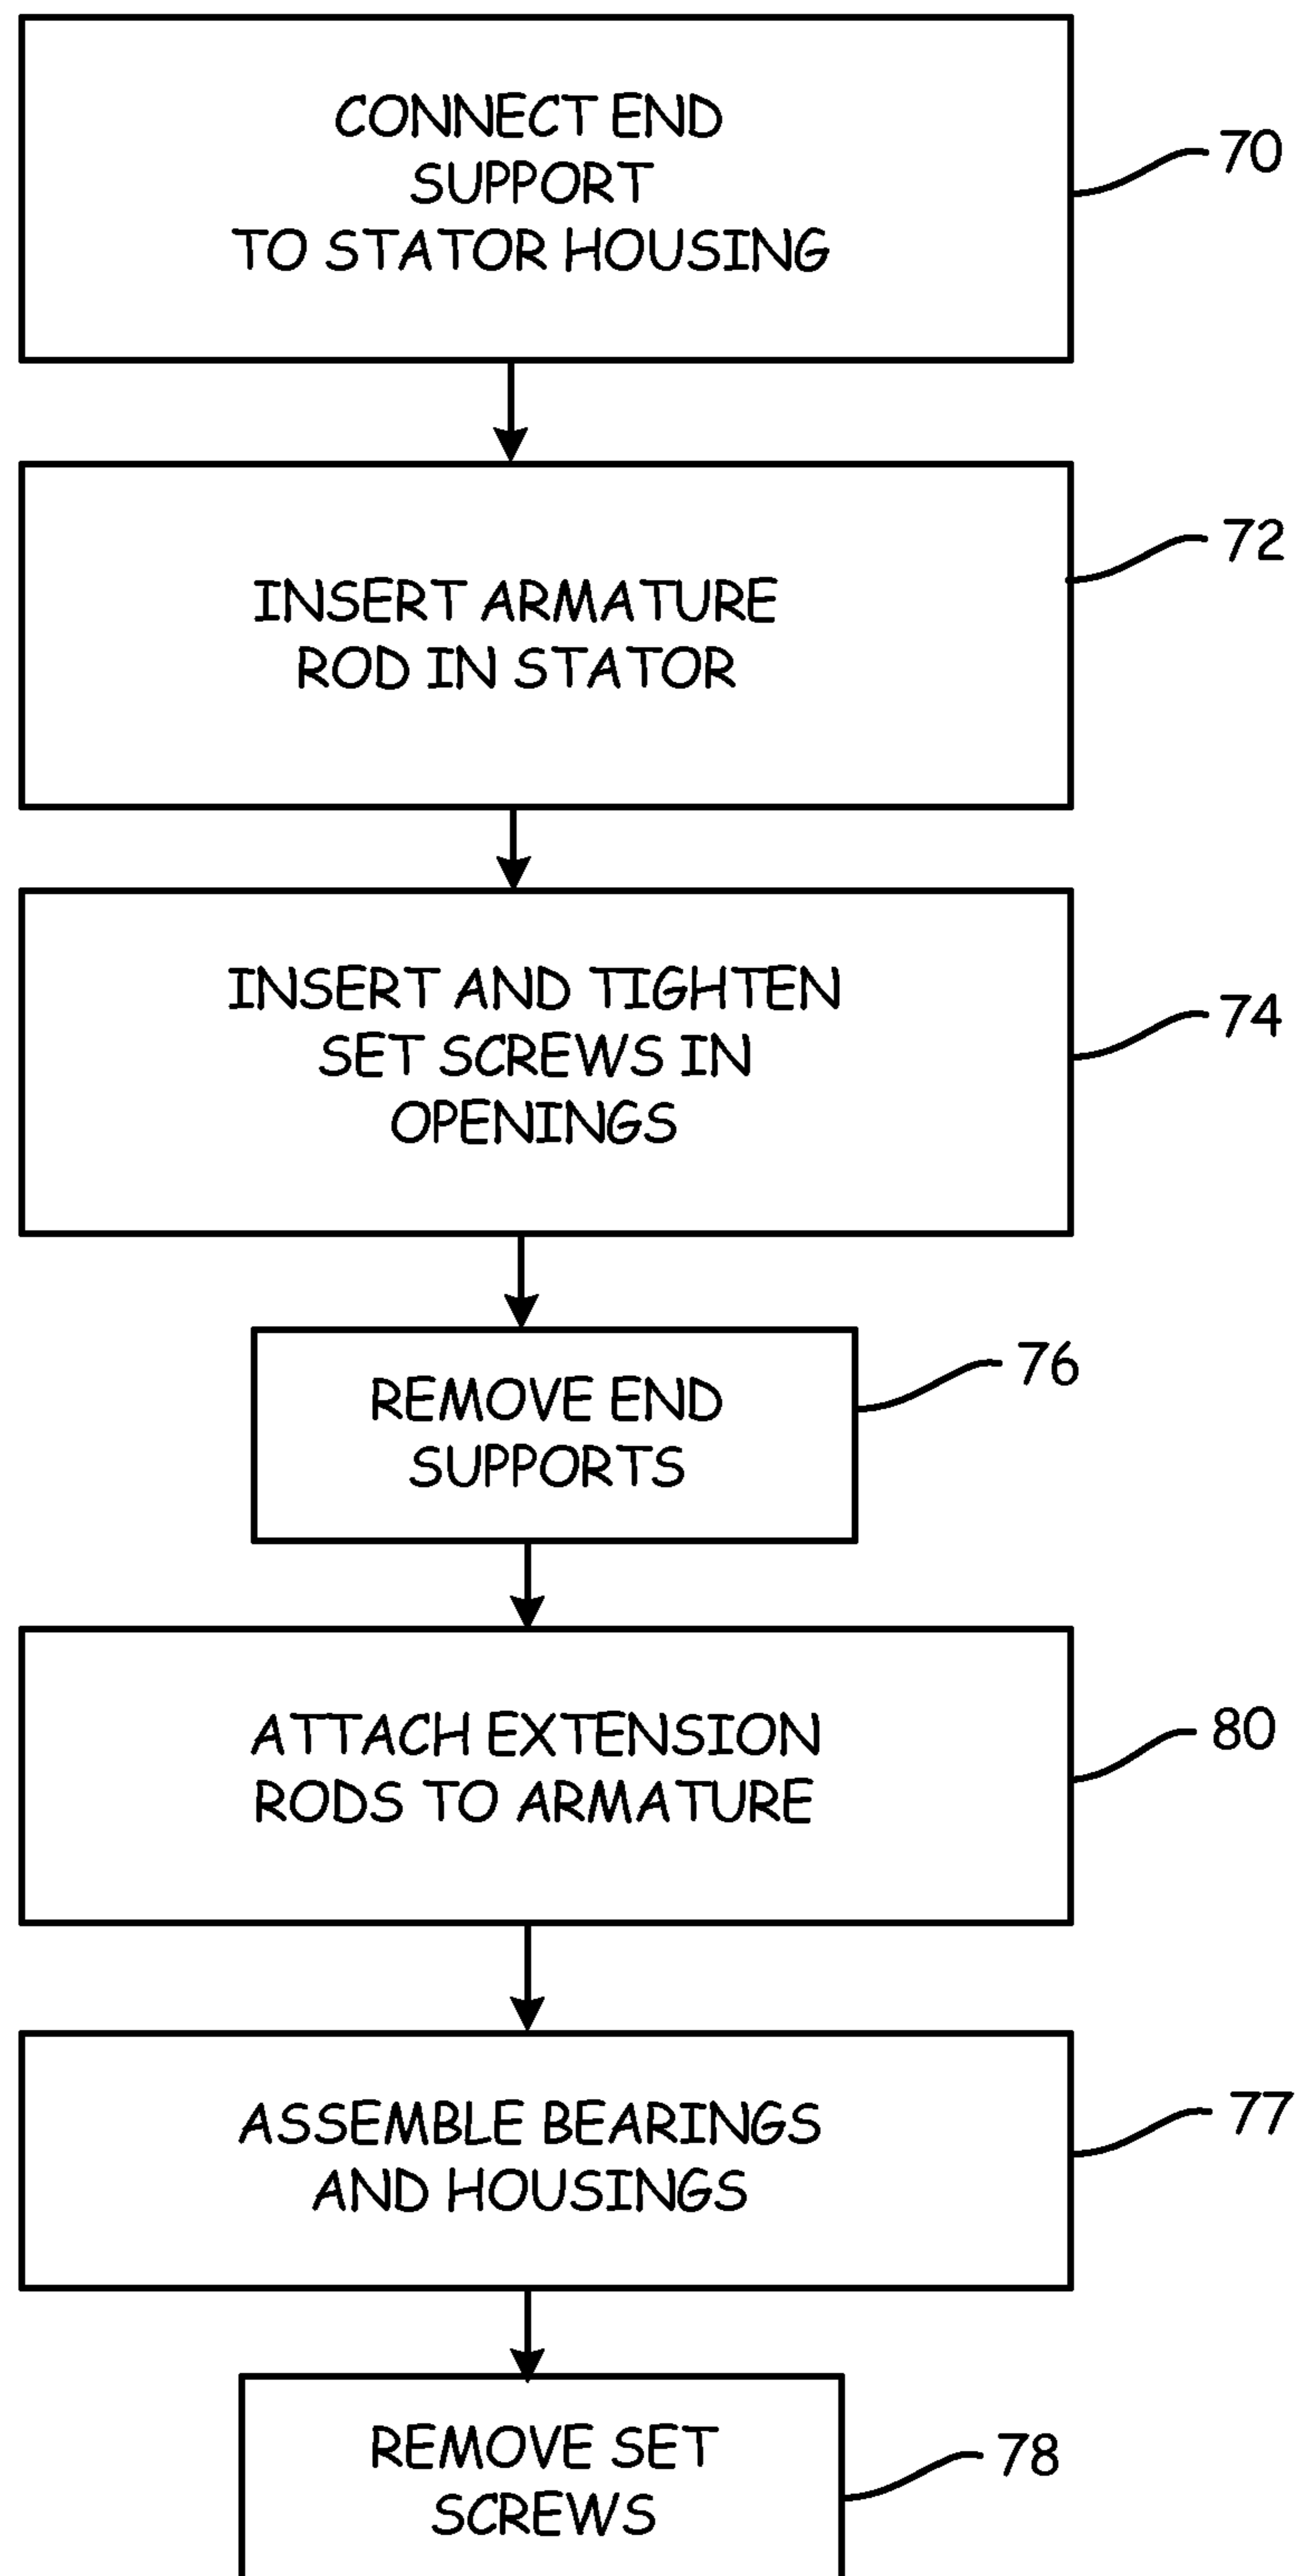 CONNECT END
SUPPORT
TO STATOR HOUSING
70
INSERT ARMATURE
ROD IN STATOR
72
INSERT AND TIGHTEN
SET SCREWS IN
OPENINGS
74
REMOVE END
SUPPORTS
76
ATTACH EXTENSION
RODS TO ARMATURE
80
ASSEMBLE BEARINGS
AND HOUSINGS
77
REMOVE SET
SCREWS
78